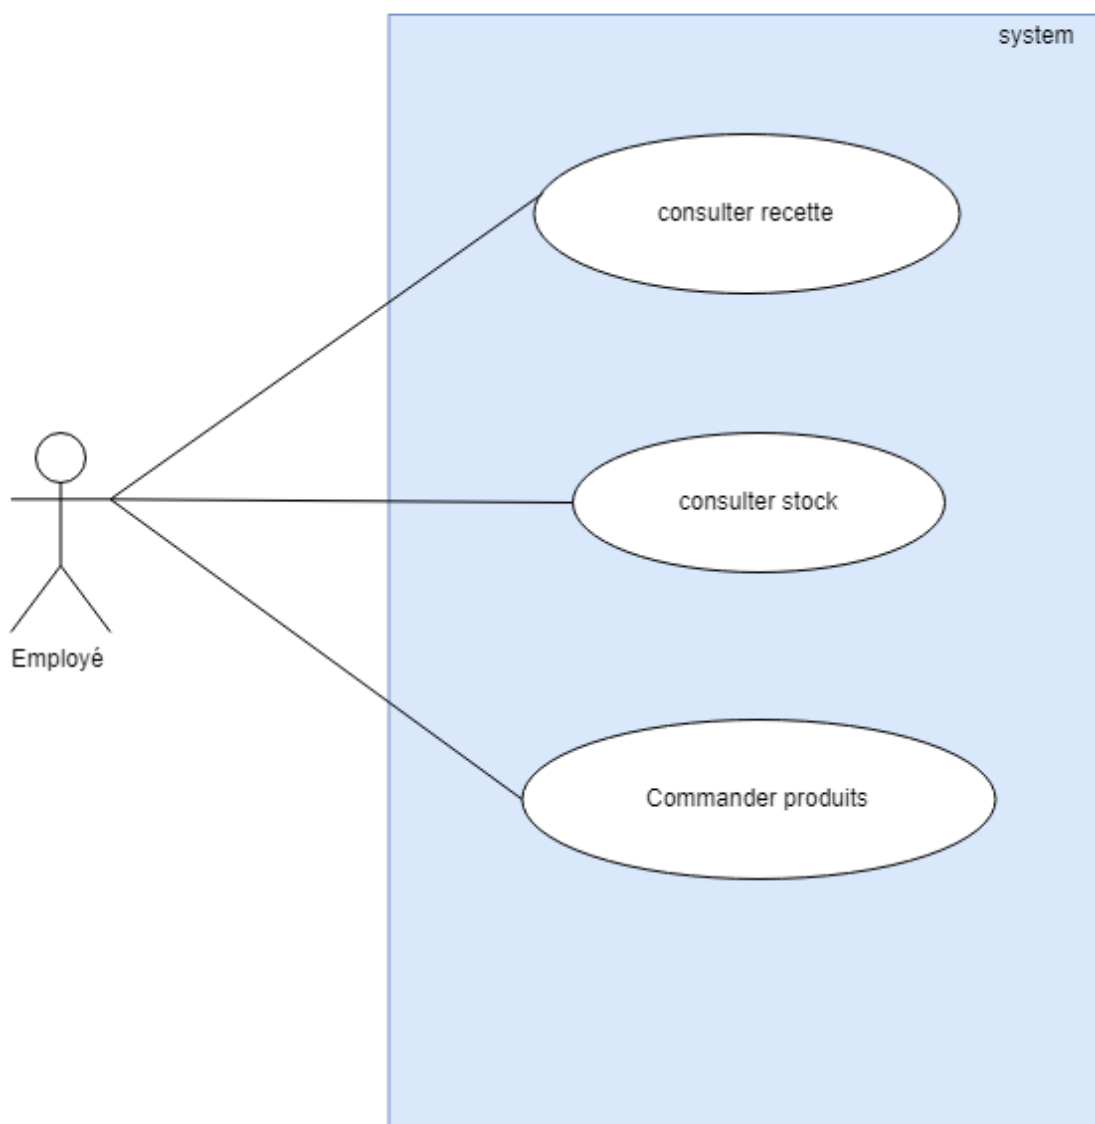 system
consulter recette
consulter stock
Employé
Commander produits